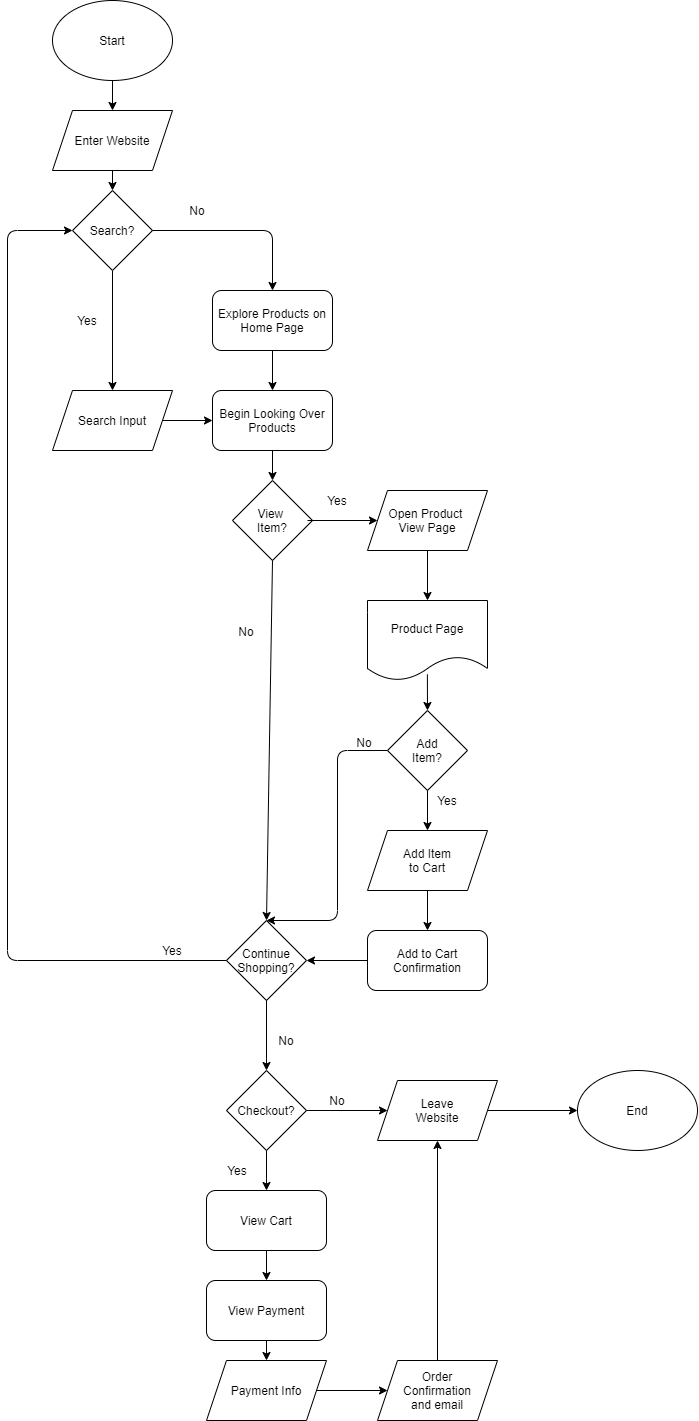 Start
Enter Website
Search?
No
Explore Products on
Home Page
Yes
Search Input
Begin Looking Over
Products
View
Item?
Yes
Open Product
View Page
No
Product Page
Add
Item?
No
Yes
Add Item
to Cart
Add to Cart
Confirmation
Continue
Shopping?
Yes
No
Checkout?
No
Leave
Website
End
Yes
View Cart
View Payment
Payment Info
Order
Confirmation
and email